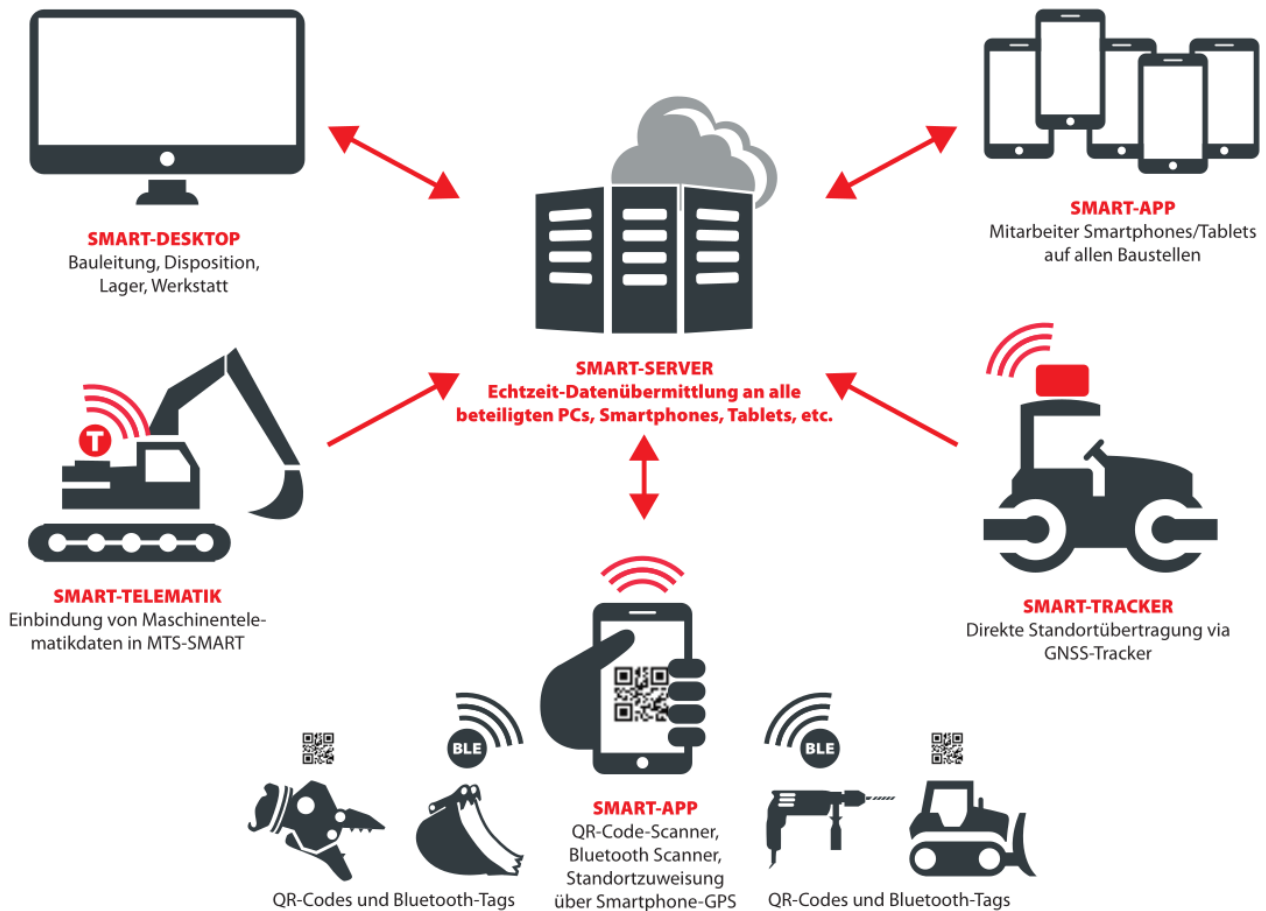 SMART-DESKTOP
Bauleitung, Disposition,
Lager, Werkstatt
SMART-APP
Mitarbeiter Smartphones/Tablets
auf allen Baustellen
SMART-SERVER
Echtzeit-Datenübermittlung an alle
beteiligten PCs, Smartphones, Tablets, etc.
T
SMART-TELEMATIK
Einbindung von Maschinentele-
matikdaten in MTS-SMART
SMART-TRACKER
Direkte Standortübertragung via
GNSS-Tracker
BLE
BLE
SMART-APP
QR-Code-Scanner,
Bluetooth Scanner,
Standortzuweisung
über Smartphone-GPS
QR-Codes und Bluetooth-Tags
QR-Codes und Bluetooth-Tags